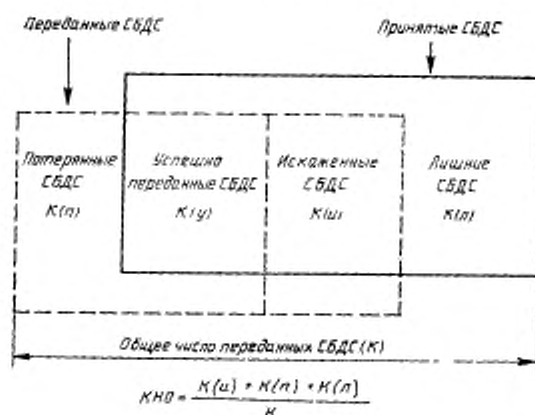 Переданные СБДС
Принятые СБДС
Потерянные
СБДС
К(п)
Успешно
переданные СБДС
К(у)
Искаженные
СБДС
К(и)
Лишние
СБДС
К(л)
Общее число переданных СБДС(К)
КНО = К(и) + К(п) + К(л)
К